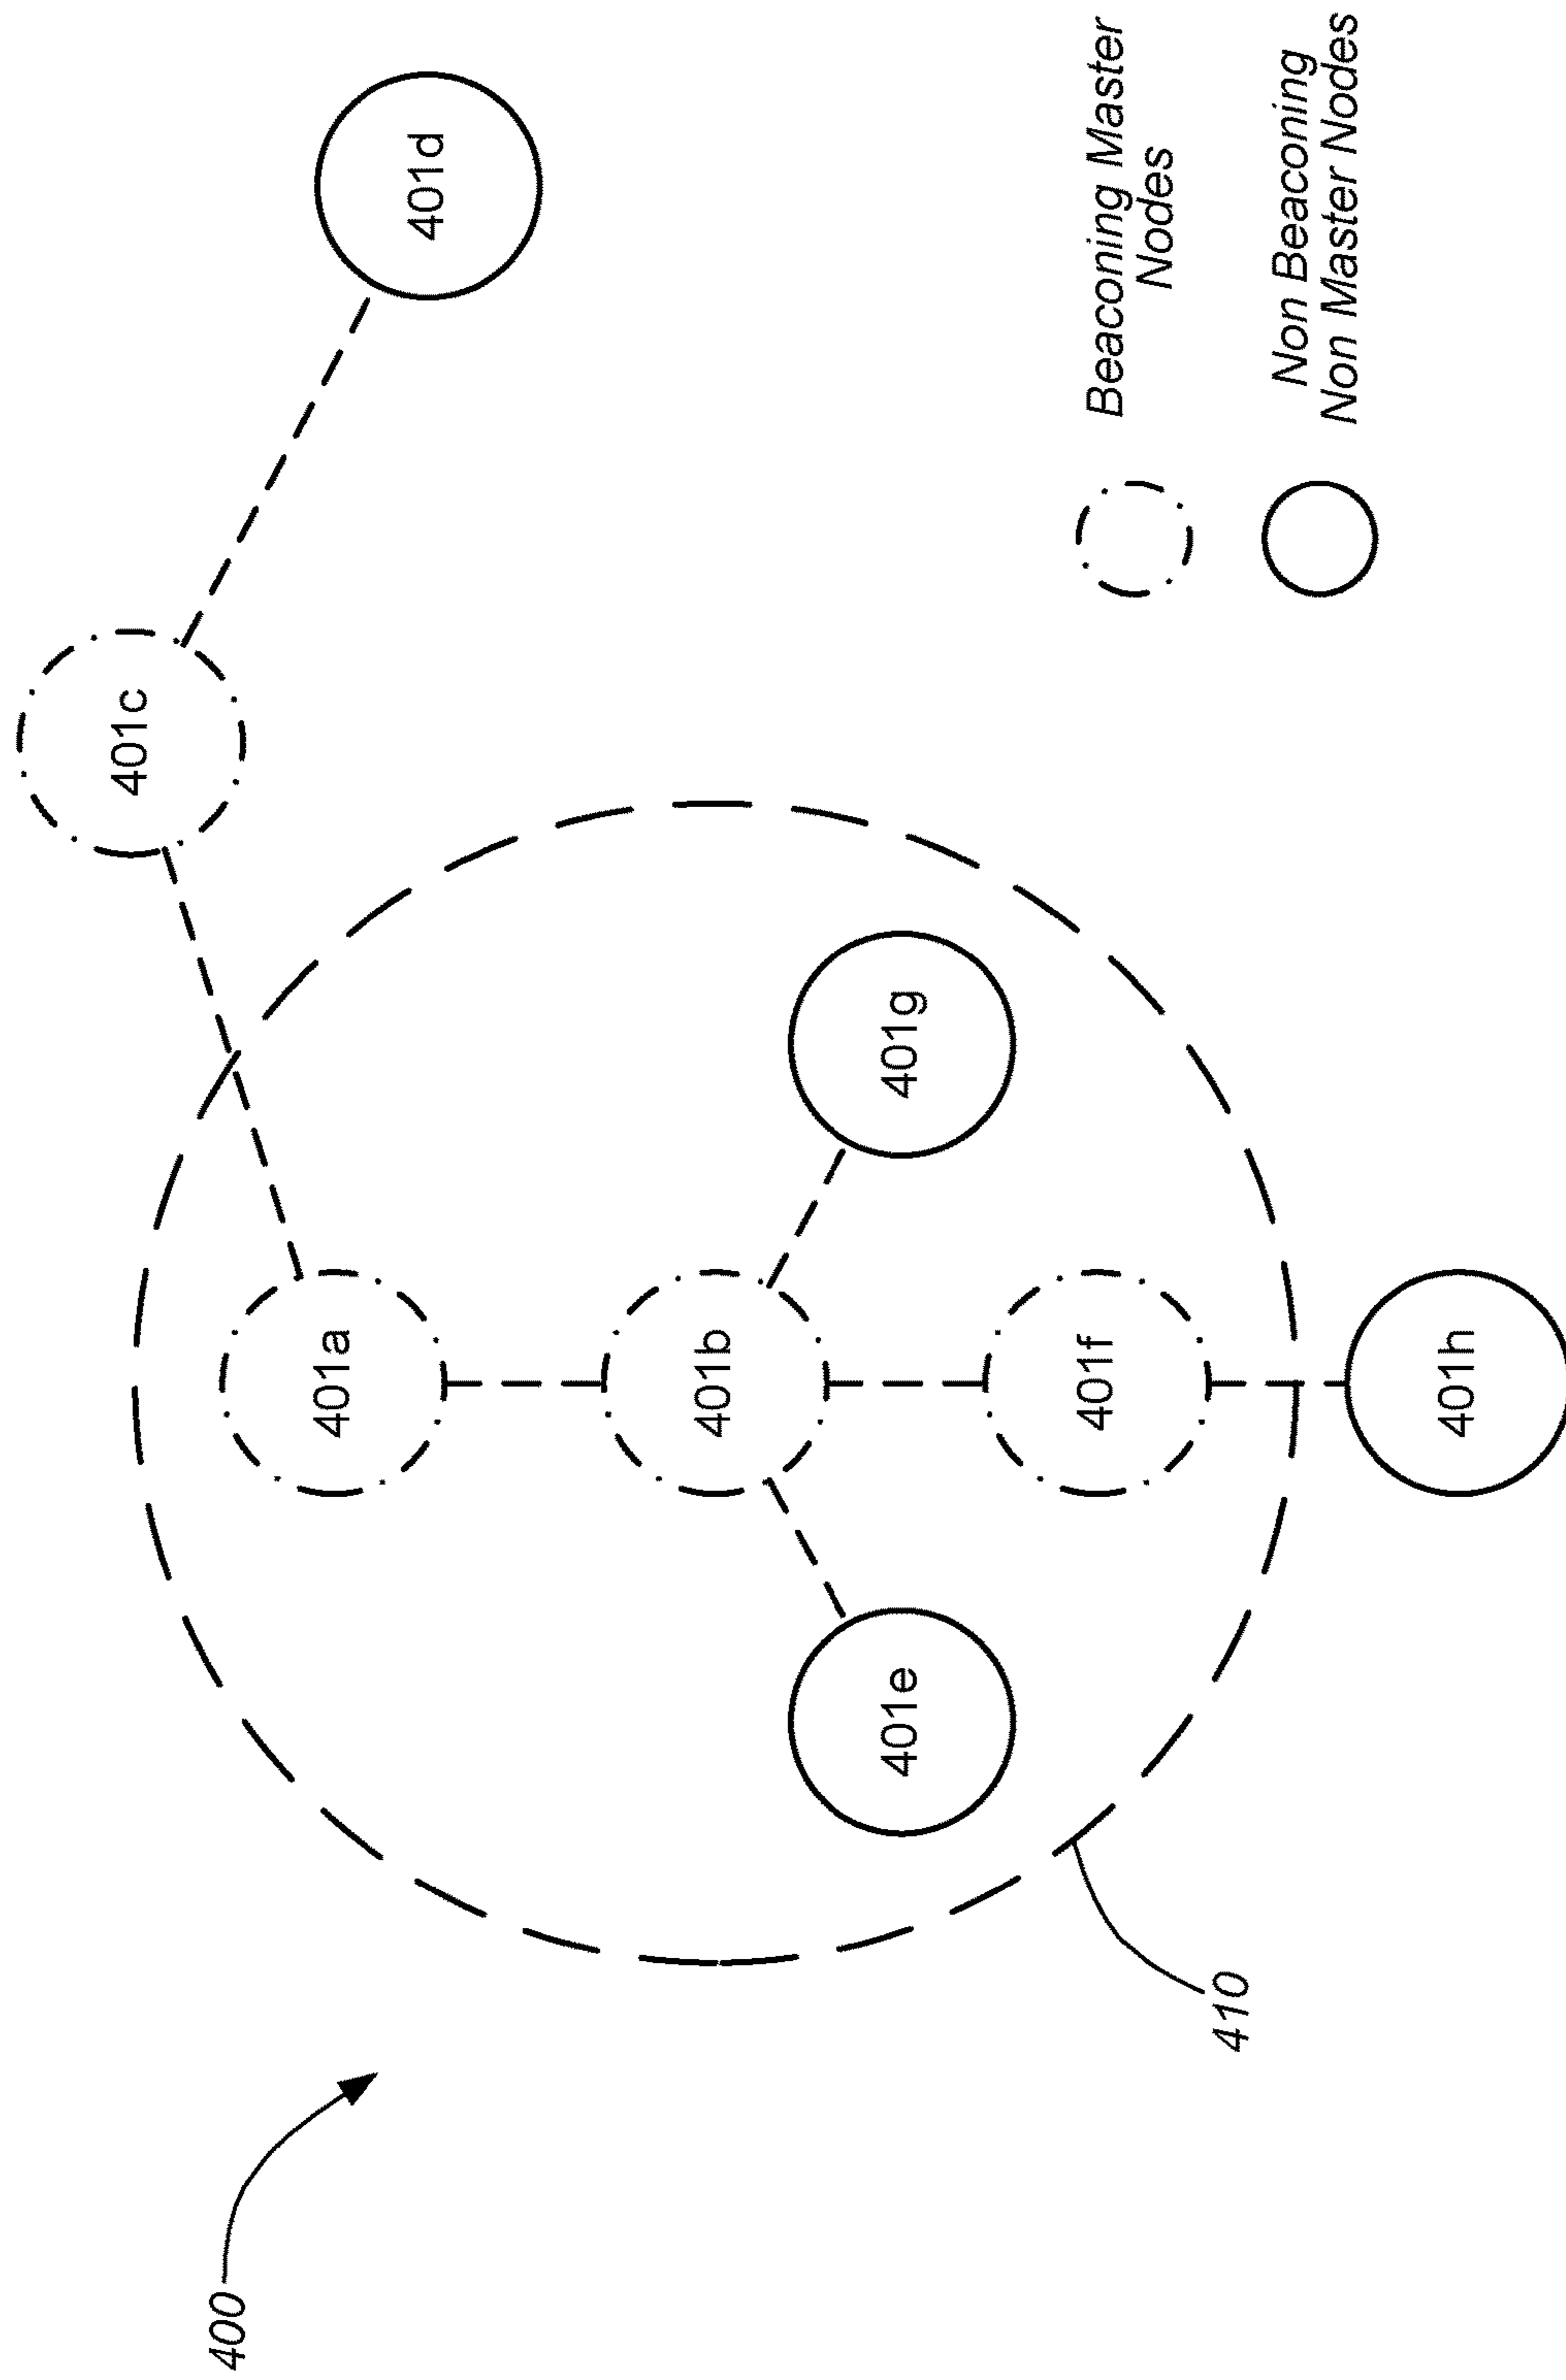 401c
400
401a
401d
401b
401e
401g
401f
Beaconing Master
Nodes
410
Non Beaconing
Non Master Nodes
401h